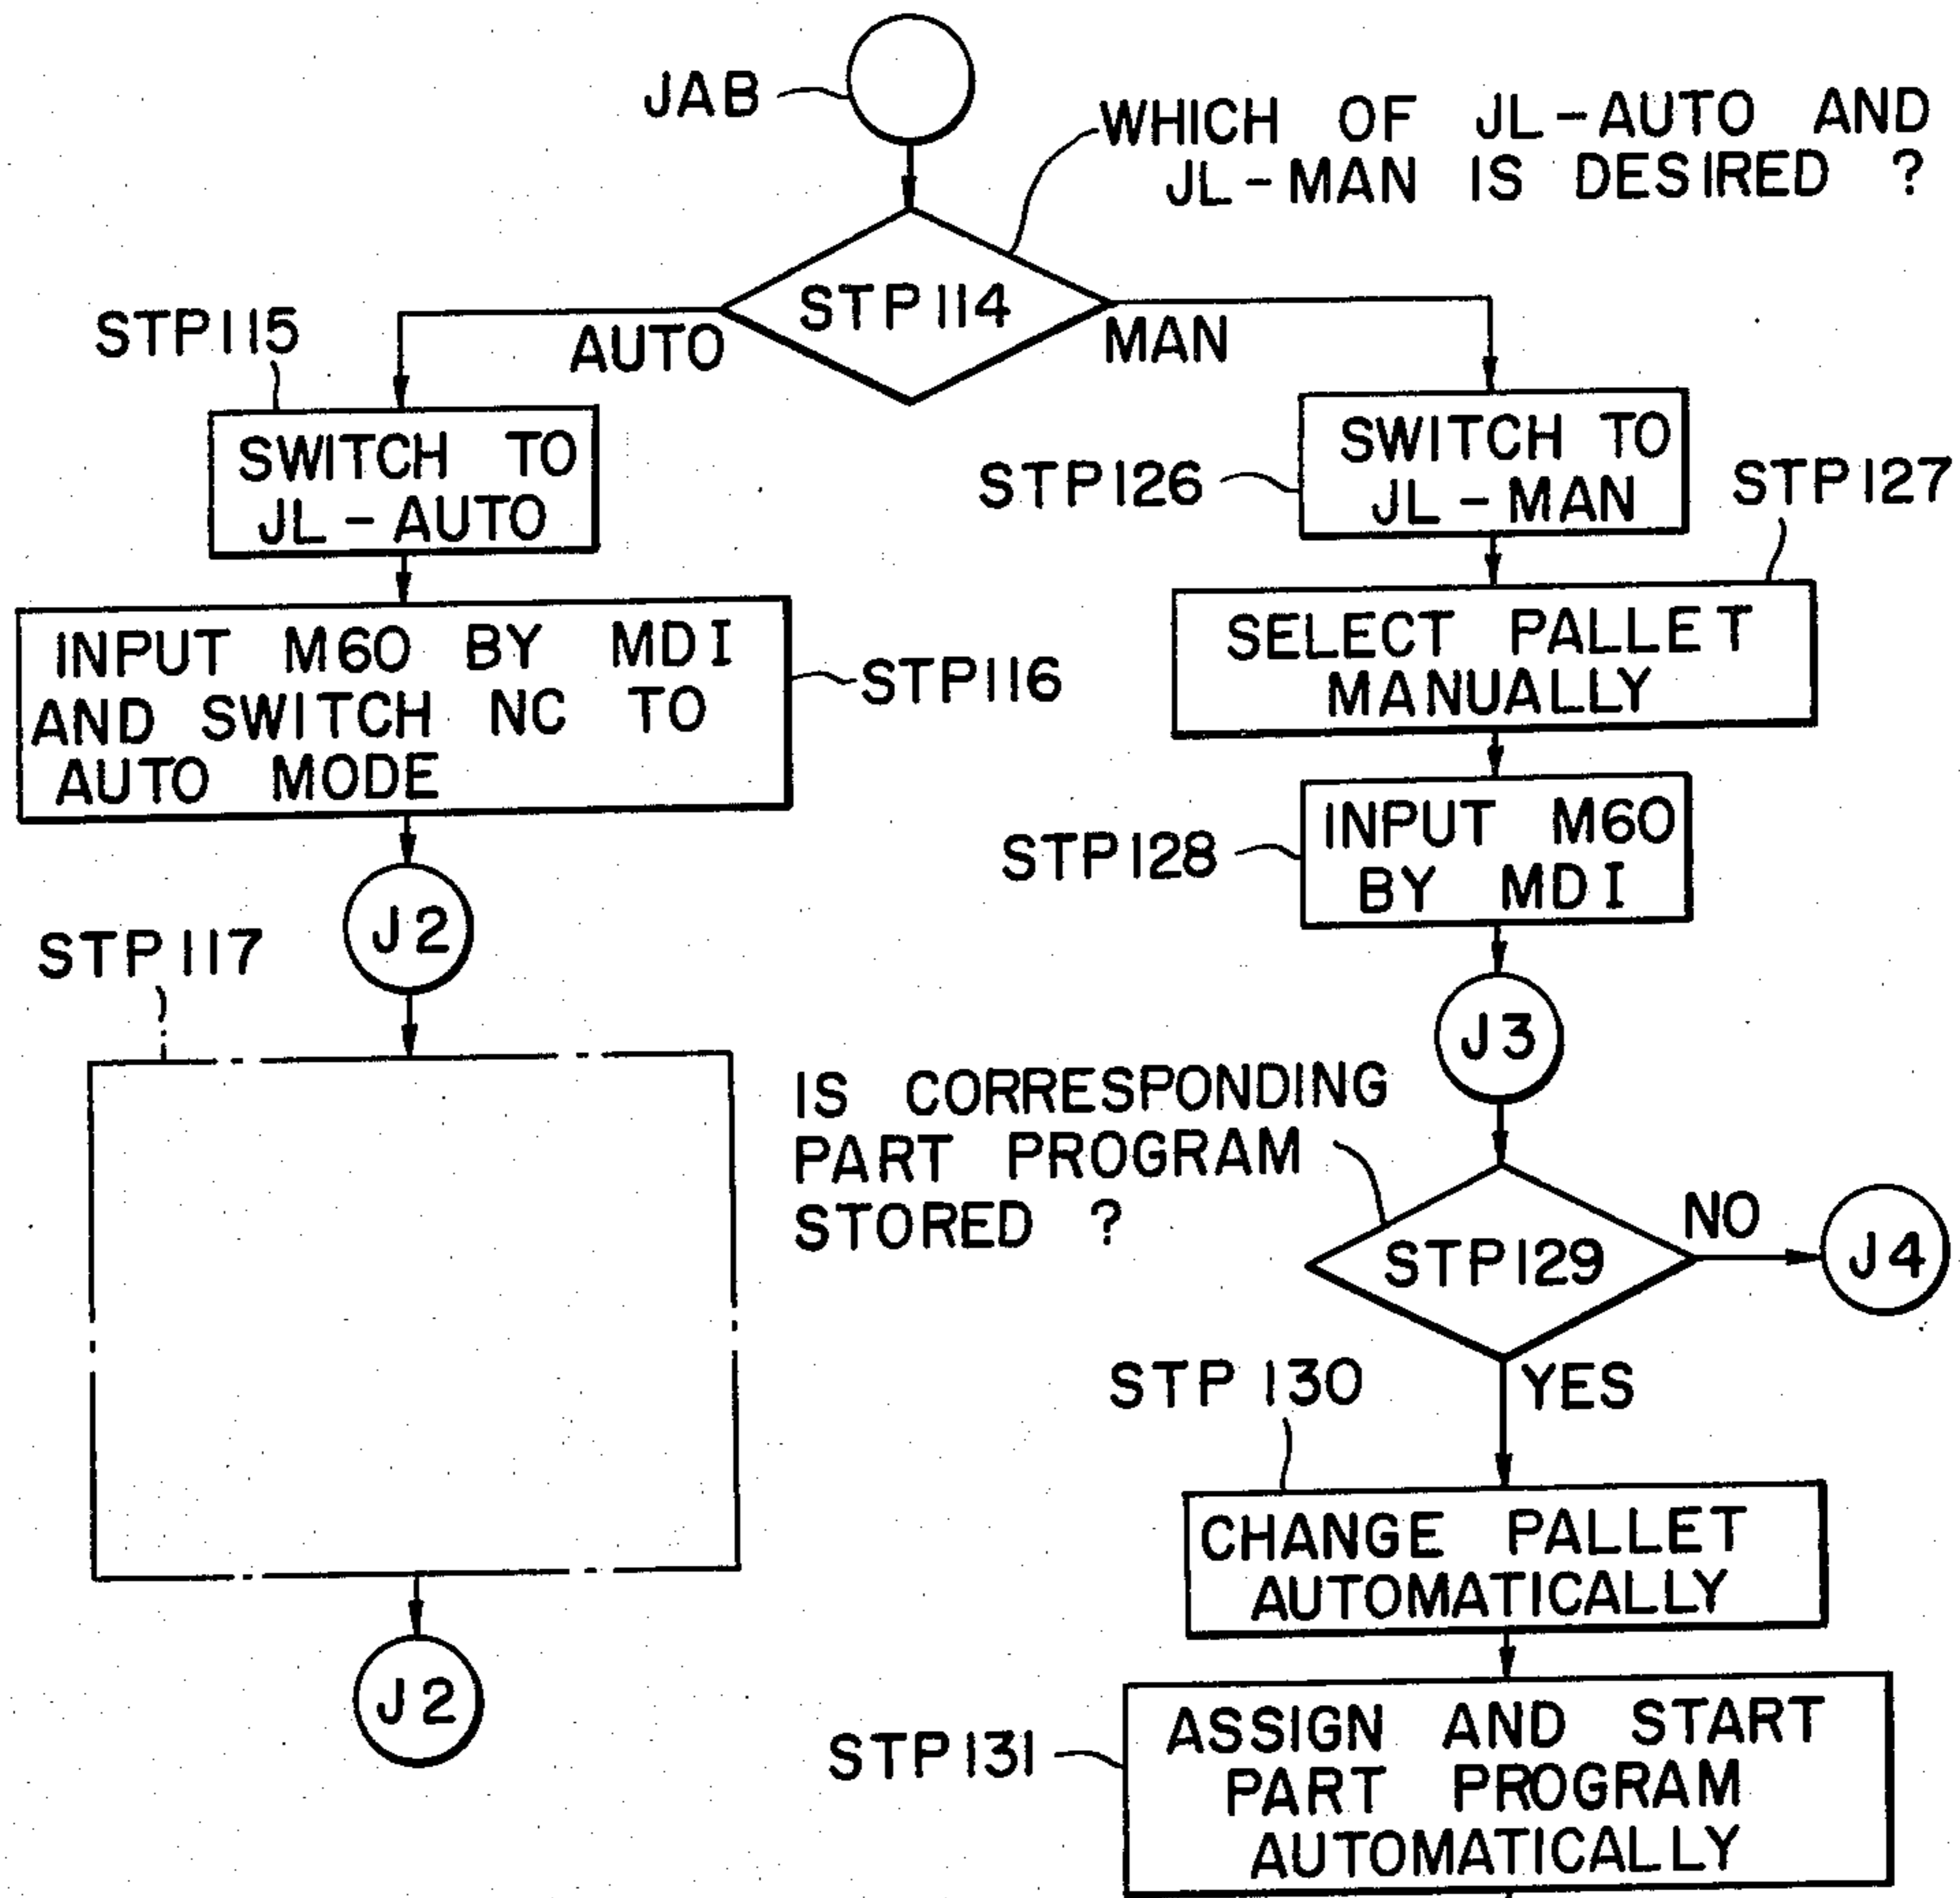 JAB
WHICH OF JL-AUTO AND
JL-MAN IS DESIRED ?
STP114
AUTO
MAN
STP115
SWITCH TO
JL-AUTO
INPUT M60 BY MDI
AND SWITCH NC TO
AUTO MODE
STP116
J2
STP117
J2
STP126
SWITCH TO
JL-MAN
STP127
SELECT PALLET
MANUALLY
STP128
INPUT M60
BY MDI
J3
IS CORRESPONDING
PART PROGRAM
STORED ?
STP129
NO
J4
YES
STP 130
CHANGE PALLET
AUTOMATICALLY
STP131
ASSIGN AND START
PART PROGRAM
AUTOMATICALLY